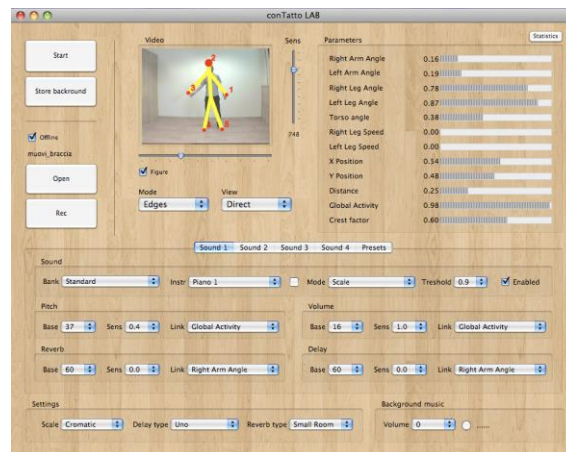 conTatto LAB
Start
Store backround
Offline
muovi_braccia
Open
Rec
Video
Sens
2
3
1
748
Figure
Mode
View
Edges
Direct
Statistics
Parameters
Right Arm Angle 0.16
Left Arm Angle 0.19
Right Leg Angle 0.78
Left Leg Angle 0.87
Torso angle 0.38
Right Leg Speed 0.00
Left Leg Speed 0.00
X Position 0.54
Y Position 0.48
Distance 0.25
Global Activity 0.98
Crest factor 0.60
Sound 1 Sound 2 Sound 3 Sound 4 Presets
Sound
Bank Standard Instr Piano 1 Mode Scale Treshold 0.9 Enabled
Pitch
Base 37 Sens 0.4 Link Global Activity
Volume
Base 16 Sens 1.0 Link Global Activity
Reverb
Base 60 Sens 0.0 Link Right Arm Angle
Delay
Base 60 Sens 0.0 Link Right Arm Angle
Settings
Scale Cromatic Delay type Uno Reverb type Small Room
Background music
Volume 0 ......